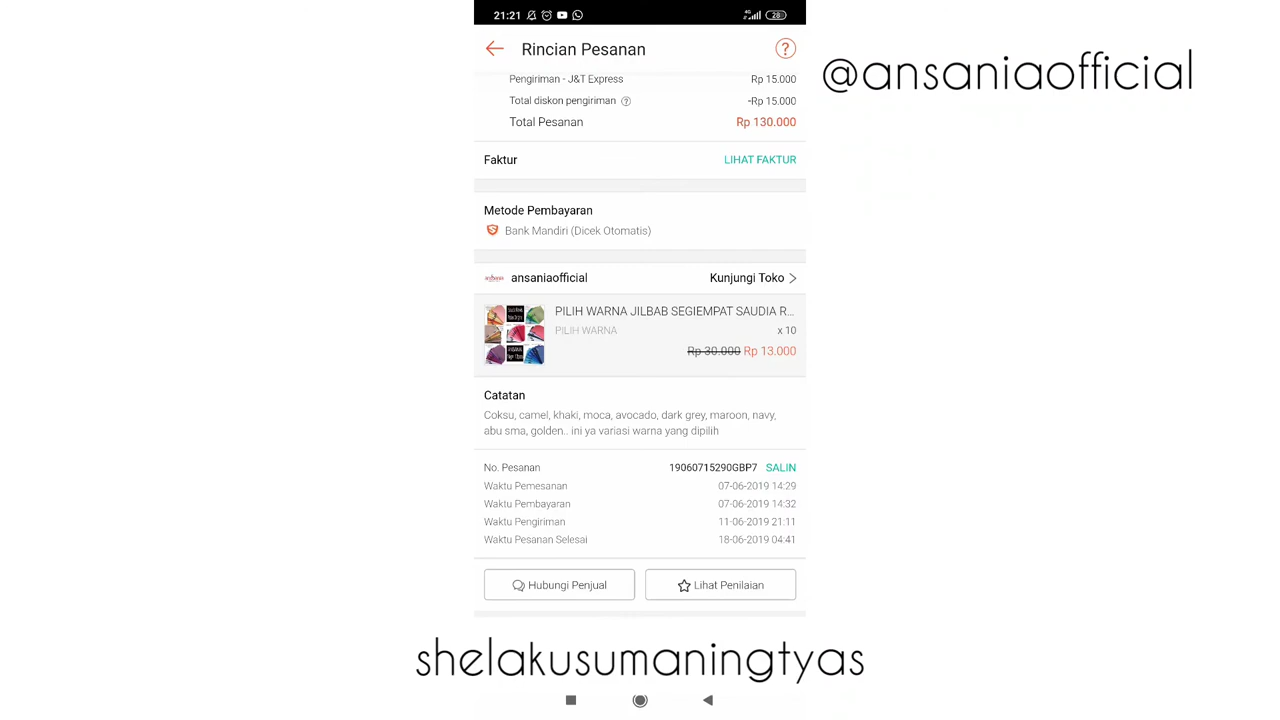 21:21
4G
28
Rincian Pesanan
?
@ansaniaofficial
Pengiriman - J&T Express Rp 15.000
Total diskon pengiriman ? -Rp 15.000
Total Pesanan Rp 130.000
Faktur LIHAT FAKTUR
Metode Pembayaran
Bank Mandiri (Dicek Otomatis)
ansaniaofficial Kunjungi Toko
PILIH WARNA JILBAB SEGIEMPAT SAUDIA R...
PILIH WARNA x 10
Rp 30.000 Rp 13.000
Catatan
Coksu, camel, khaki, moca, avocado, dark grey, maroon, navy,
abu sma, golden.. ini ya variasi warna yang dipilih
No. Pesanan 19060715290GBP7 SALIN
Waktu Pemesanan 07-06-2019 14:29
Waktu Pembayaran 07-06-2019 14:32
Waktu Pengiriman 11-06-2019 21:11
Waktu Pesanan Selesai 18-06-2019 04:41
Hubungi Penjual Lihat Penilaian
shelakusumaningtyas